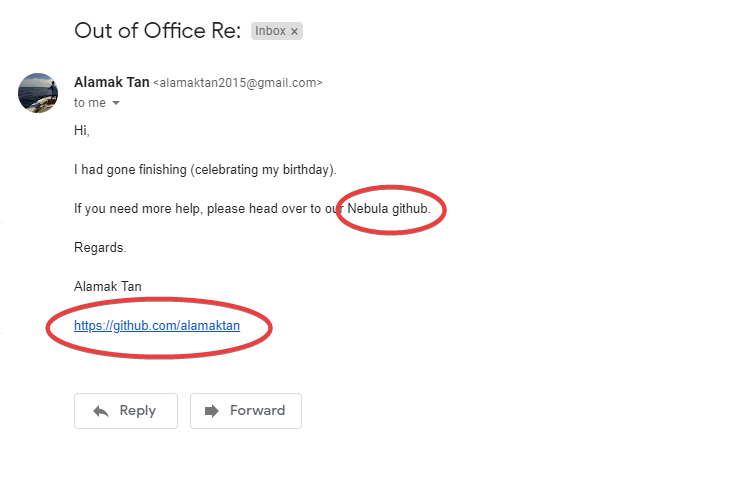 Out of Office Re: Inbox ×
Alamak Tan <alamaktan2015@gmail.com>
to me
Hi,
I had gone finishing (celebrating my birthday).
If you need more help, please head over to our Nebula github.
Regards.
Alamak Tan
https://github.com/alamaktan
Reply Forward